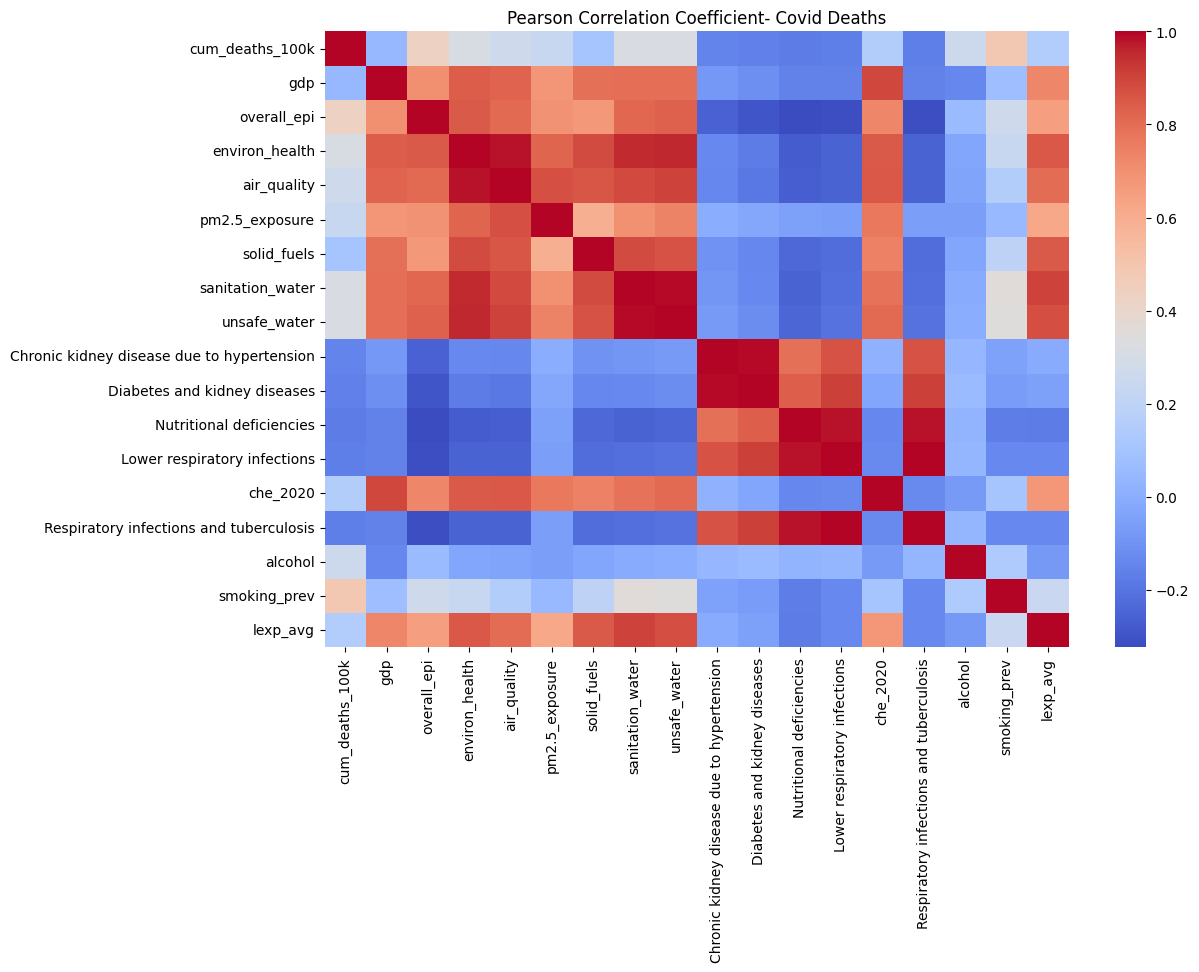 Pearson Correlation Coefficient- Covid Deaths
cum_deaths_100k
gdp
overall_epi
environ_health
air_quality
pm2.5_exposure
solid_fuels
sanitation_water
unsafe_water
Chronic kidney disease due to hypertension
Diabetes and kidney diseases
Nutritional deficiencies
Lower respiratory infections
che_2020
Respiratory infections and tuberculosis
alcohol
smoking_prev
lexp_avg
cum_deaths_100k
gdp
overall_epi
environ_health
air_quality
pm2.5_exposure
solid_fuels
sanitation_water
unsafe_water
Chronic kidney disease due to hypertension
Diabetes and kidney diseases
Nutritional deficiencies
Lower respiratory infections
che_2020
Respiratory infections and tuberculosis
alcohol
smoking_prev
lexp_avg
1.0
0.8
0.6
0.4
0.2
0.0
−0.2